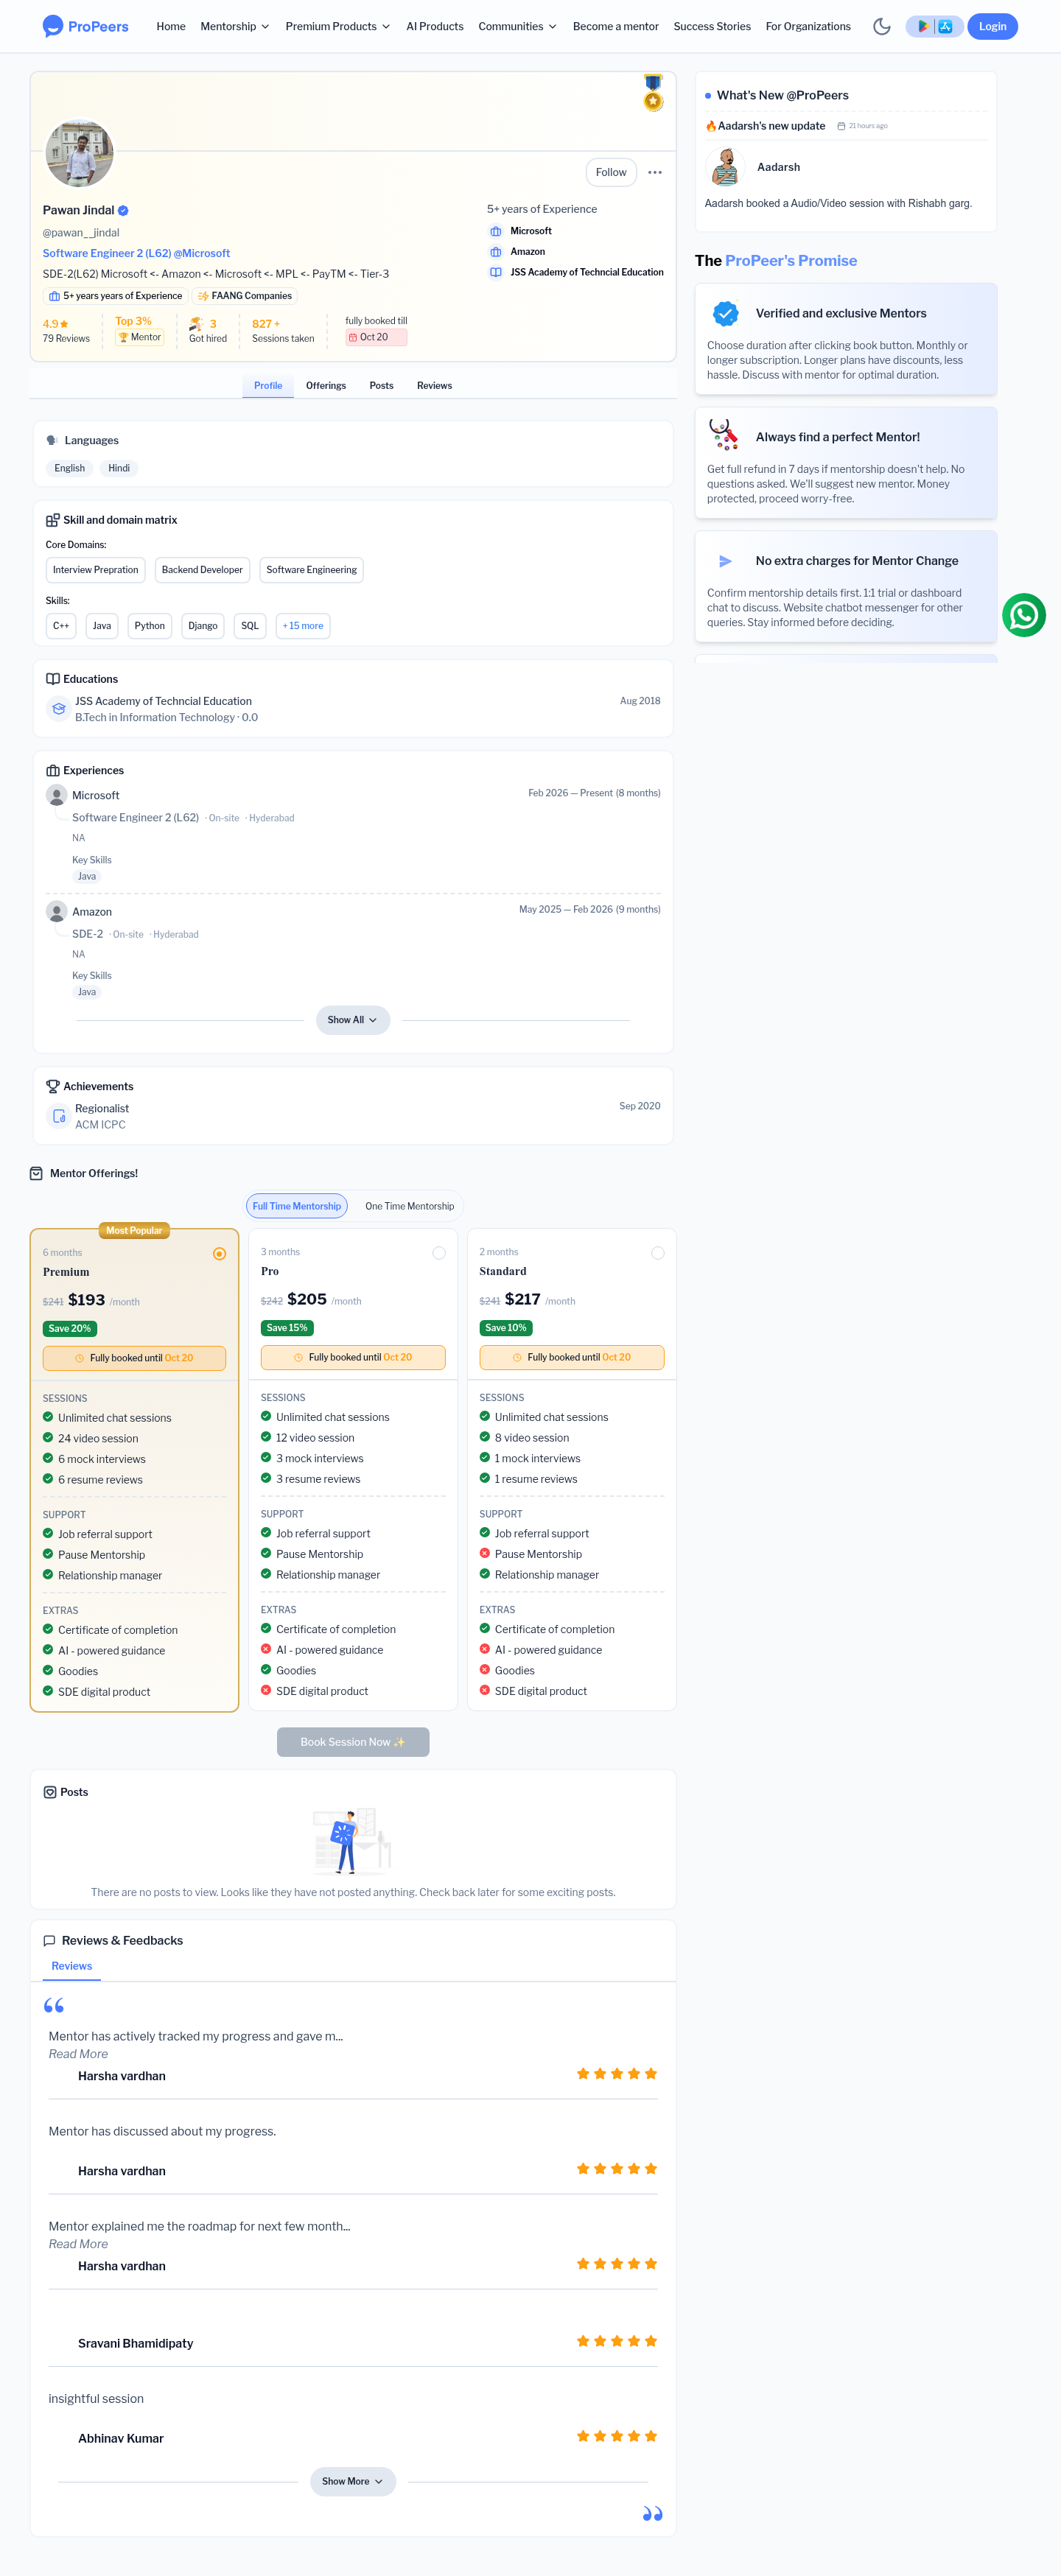 ProPeers
Home
Mentorship
Premium Products
AI Products
Communities
Become a mentor
Success Stories
For Organizations
Login
Follow
Pawan Jindal
@pawan__jindal
Software Engineer 2 (L62) @Microsoft
SDE-2(L62) Microsoft <- Amazon <- Microsoft <- MPL <- PayTM <- Tier-3
5+ years years of Experience
FAANG Companies
4.9
79 Reviews
Top 3%
Mentor
3
Got hired
827 +
Sessions taken
fully booked till
Oct 20
5+ years of Experience
Microsoft
Amazon
JSS Academy of Techncial Education
Profile
Offerings
Posts
Reviews
Languages
English
Hindi
Skill and domain matrix
Core Domains:
Interview Prepration
Backend Developer
Software Engineering
Skills:
C++
Java
Python
Django
SQL
+ 15 more
Educations
JSS Academy of Techncial Education
Aug 2018
B.Tech in Information Technology · 0.0
Experiences
Microsoft
Feb 2026 — Present (8 months)
Software Engineer 2 (L62) · On-site · Hyderabad
NA
Key Skills
Java
Amazon
May 2025 — Feb 2026 (9 months)
SDE-2 · On-site · Hyderabad
NA
Key Skills
Java
Show All
Achievements
Regionalist
Sep 2020
ACM ICPC
Mentor Offerings!
Full Time Mentorship
One Time Mentorship
Most Popular
6 months
Premium
$241 $193 /month
Save 20%
Fully booked until Oct 20
SESSIONS
Unlimited chat sessions
24 video session
6 mock interviews
6 resume reviews
SUPPORT
Job referral support
Pause Mentorship
Relationship manager
EXTRAS
Certificate of completion
AI - powered guidance
Goodies
SDE digital product
3 months
Pro
$242 $205 /month
Save 15%
Fully booked until Oct 20
SESSIONS
Unlimited chat sessions
12 video session
3 mock interviews
3 resume reviews
SUPPORT
Job referral support
Pause Mentorship
Relationship manager
EXTRAS
Certificate of completion
AI - powered guidance
Goodies
SDE digital product
2 months
Standard
$241 $217 /month
Save 10%
Fully booked until Oct 20
SESSIONS
Unlimited chat sessions
8 video session
1 mock interviews
1 resume reviews
SUPPORT
Job referral support
Pause Mentorship
Relationship manager
EXTRAS
Certificate of completion
AI - powered guidance
Goodies
SDE digital product
Book Session Now ✨
Posts
There are no posts to view. Looks like they have not posted anything. Check back later for some exciting posts.
Reviews & Feedbacks
Reviews
Mentor has actively tracked my progress and gave m...
Read More
Harsha vardhan
Mentor has discussed about my progress.
Harsha vardhan
Mentor explained me the roadmap for next few month...
Read More
Harsha vardhan
Sravani Bhamidipaty
insightful session
Abhinav Kumar
Show More
What's New @ProPeers
🔥Aadarsh's new update
21 hours ago
Aadarsh
Aadarsh booked a Audio/Video session with Rishabh garg.
The ProPeer's Promise
Verified and exclusive Mentors
Choose duration after clicking book button. Monthly or
longer subscription. Longer plans have discounts, less
hassle. Discuss with mentor for optimal duration.
Always find a perfect Mentor!
Get full refund in 7 days if mentorship doesn't help. No
questions asked. We'll suggest new mentor. Money
protected, proceed worry-free.
No extra charges for Mentor Change
Confirm mentorship details first. 1:1 trial or dashboard
chat to discuss. Website chatbot messenger for other
queries. Stay informed before deciding.